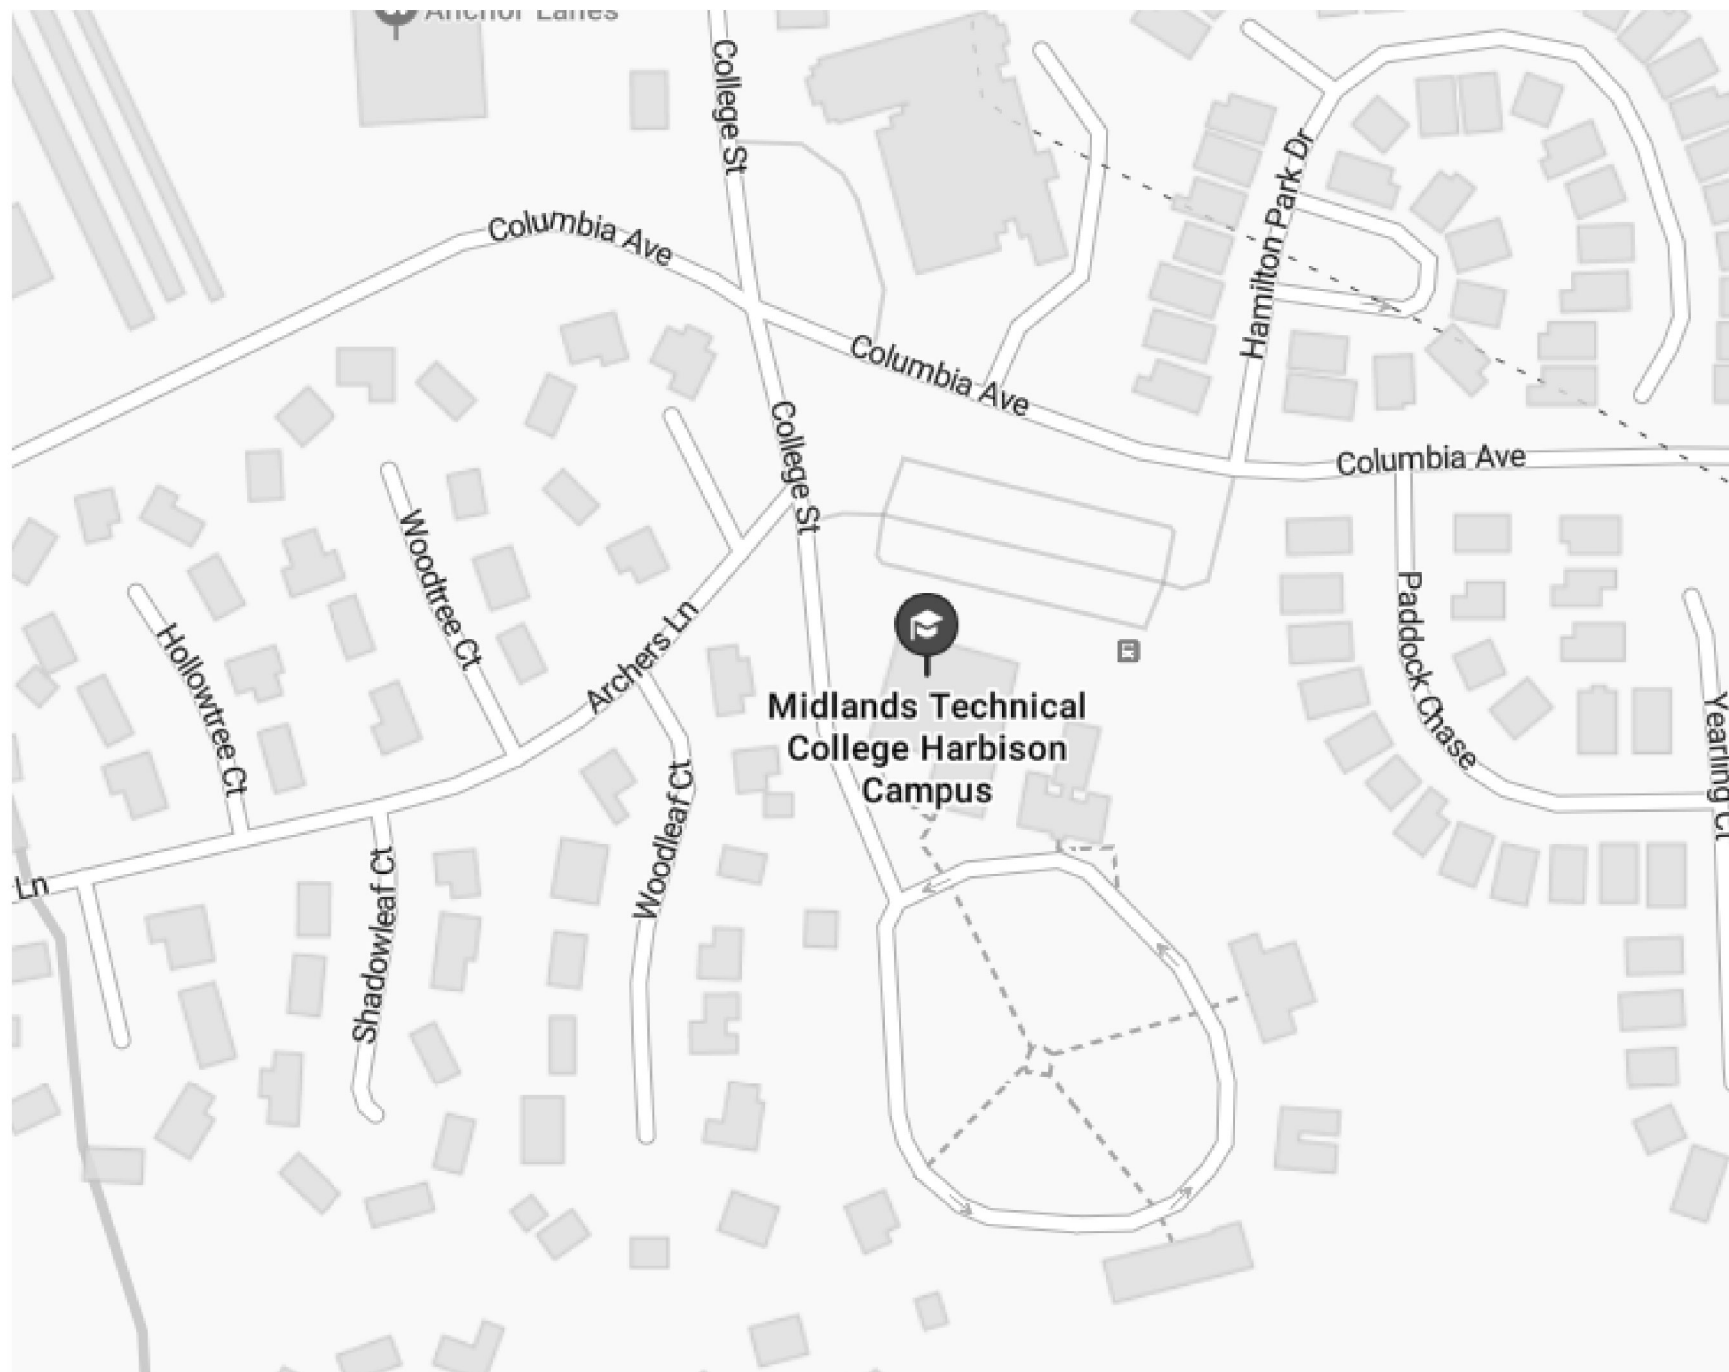 Anchor Lanes
College St
Columbia Ave
Hamilton Park Dr
Columbia Ave
College St
Columbia Ave
Woodtree Ct
Hollowtree Ct
Archers Ln
Paddock Chase
Midlands Technical
College Harbison
Campus
Yearning Ct
Woodleaf Ct
Shadowleaf Ct
Ln